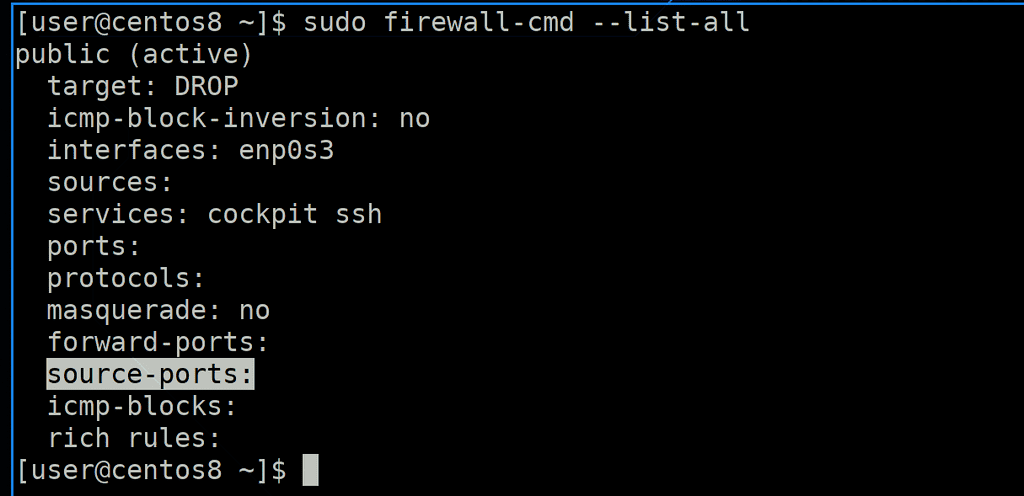 [user@centos8 ~]$ sudo firewall-cmd --list-all
public (active)
  target: DROP
  icmp-block-inversion: no
  interfaces: enp0s3
  sources:
  services: cockpit ssh
  ports:
  protocols:
  masquerade: no
  forward-ports:
  source-ports:
  icmp-blocks:
  rich rules:
[user@centos8 ~]$